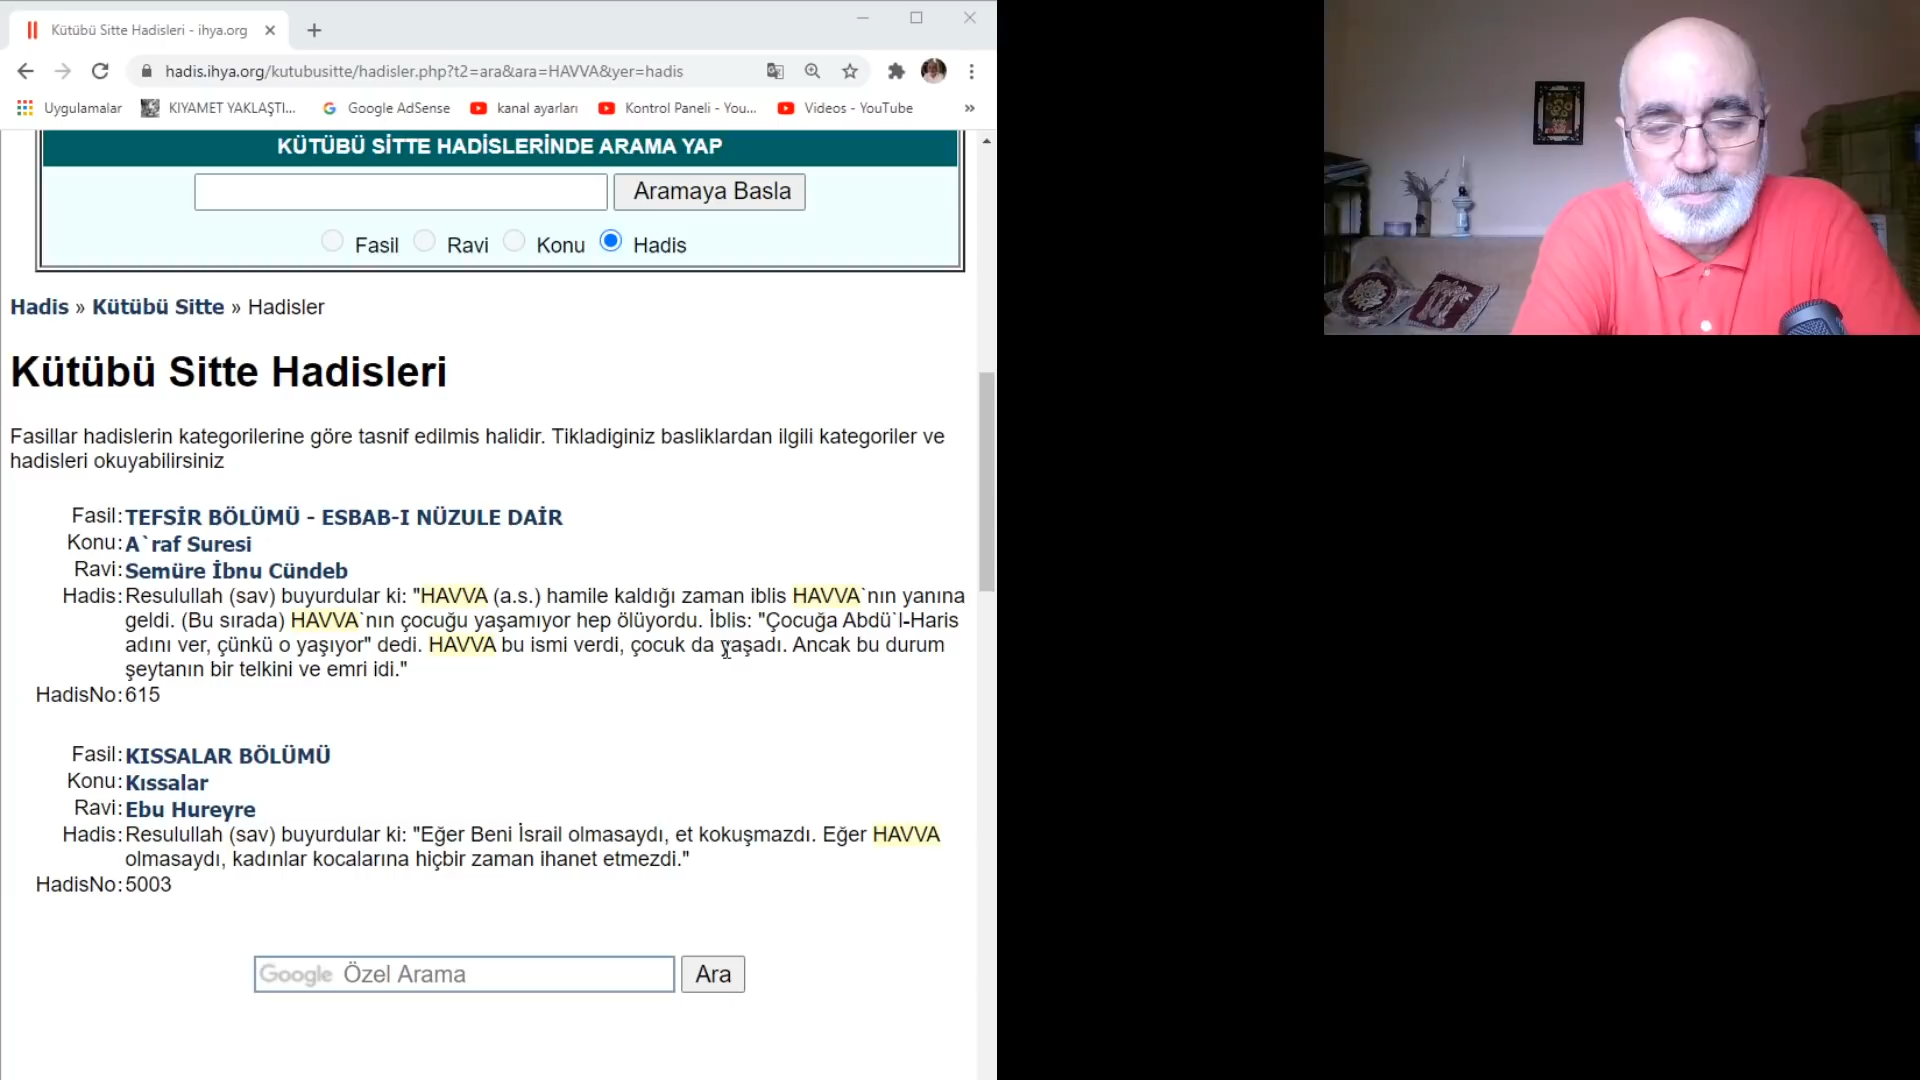 Kütübü Sitte Hadisleri - ihya.org
hadis.ihya.org/kutubusitte/hadisler.php?t2=ara&ara=HAVVA&yer=hadis
Uygulamalar
KIYAMET YAKLAŞTI...
Google AdSense
kanal ayarları
Kontrol Paneli - You...
Videos - YouTube
»
KÜTÜBÜ SİTTE HADİSLERİNDE ARAMA YAP
Aramaya Basla
Fasil Ravi Konu Hadis
Hadis » Kütübü Sitte » Hadisler
Kütübü Sitte Hadisleri
Fasillar hadislerin kategorilerine göre tasnif edilmis halidir. Tikladiginiz basliklardan ilgili kategoriler ve
hadisleri okuyabilirsiniz
Fasil: TEFSİR BÖLÜMÜ - ESBAB-I NÜZULE DAİR
Konu: A`raf Suresi
Ravi: Semüre İbnu Cündeb
Hadis: Resulullah (sav) buyurdular ki: "HAVVA (a.s.) hamile kaldığı zaman iblis HAVVA`nın yanına
geldi. (Bu sırada) HAVVA`nın çocuğu yaşamıyor hep ölüyordu. İblis: "Çocuğa Abdü`l-Haris
adını ver, çünkü o yaşıyor" dedi. HAVVA bu ismi verdi, çocuk da yaşadı. Ancak bu durum
şeytanın bir telkini ve emri idi."
HadisNo: 615
Fasil: KISSALAR BÖLÜMÜ
Konu: Kıssalar
Ravi: Ebu Hureyre
Hadis: Resulullah (sav) buyurdular ki: "Eğer Beni İsrail olmasaydı, et kokuşmazdı. Eğer HAVVA
olmasaydı, kadınlar kocalarına hiçbir zaman ihanet etmezdi."
HadisNo: 5003
Google Özel Arama
Ara